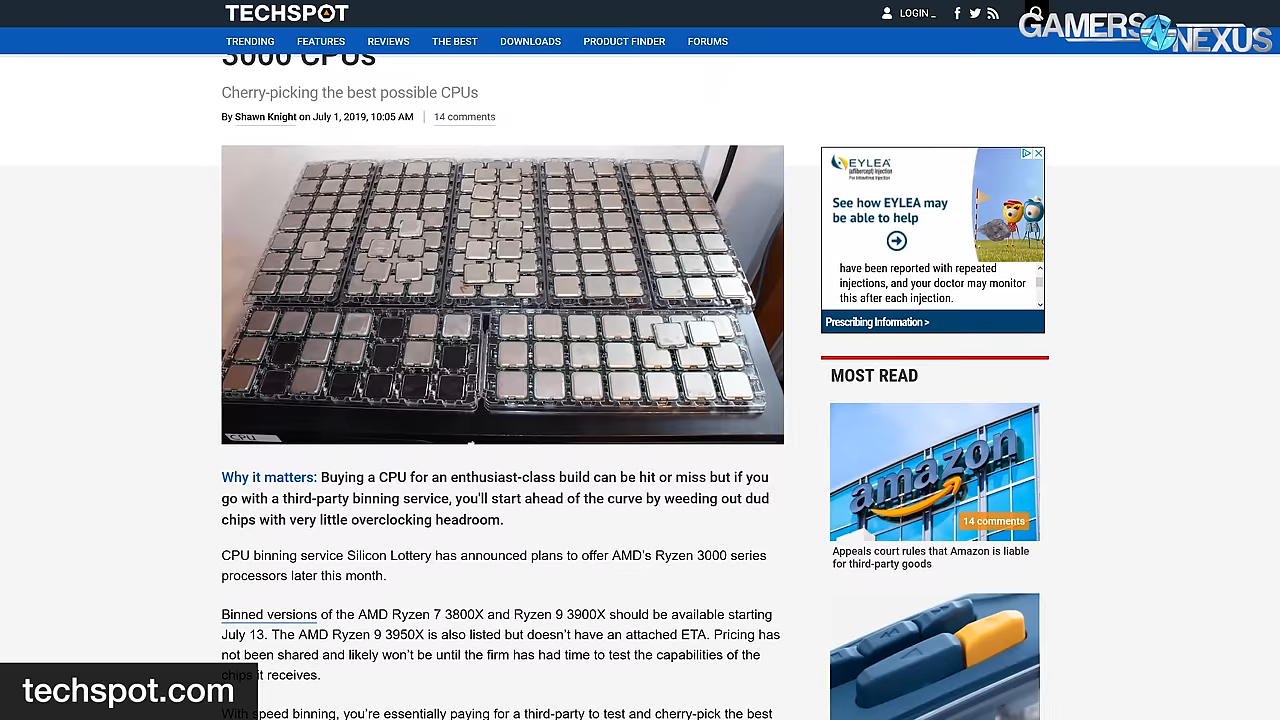 TECHSPOT
LOGIN _
GAMERS NEXUS
TRENDING FEATURES REVIEWS THE BEST DOWNLOADS PRODUCT FINDER FORUMS
3000 CPUs
Cherry-picking the best possible CPUs
By Shawn Knight on July 1, 2019, 10:05 AM 14 comments
CPU
Why it matters: Buying a CPU for an enthusiast-class build can be hit or miss but if you
go with a third-party binning service, you'll start ahead of the curve by weeding out dud
chips with very little overclocking headroom.
CPU binning service Silicon Lottery has announced plans to offer AMD's Ryzen 3000 series
processors later this month.
Binned versions of the AMD Ryzen 7 3800X and Ryzen 9 3900X should be available starting
July 13. The AMD Ryzen 9 3950X is also listed but doesn't have an attached ETA. Pricing has
not been shared and likely won't be until the firm has had time to test the capabilities of the
chips it receives.
With speed binning, you're essentially paying for a third-party to test and cherry-pick the best
EYLEA
(aflibercept) Injection
For Intravitreal Injection
See how EYLEA may
be able to help
have been reported with repeated
injections, and your doctor may monitor
this after each injection.
Prescribing Information >
MOST READ
amazon
14 comments
Appeals court rules that Amazon is liable
for third-party goods
techspot.com